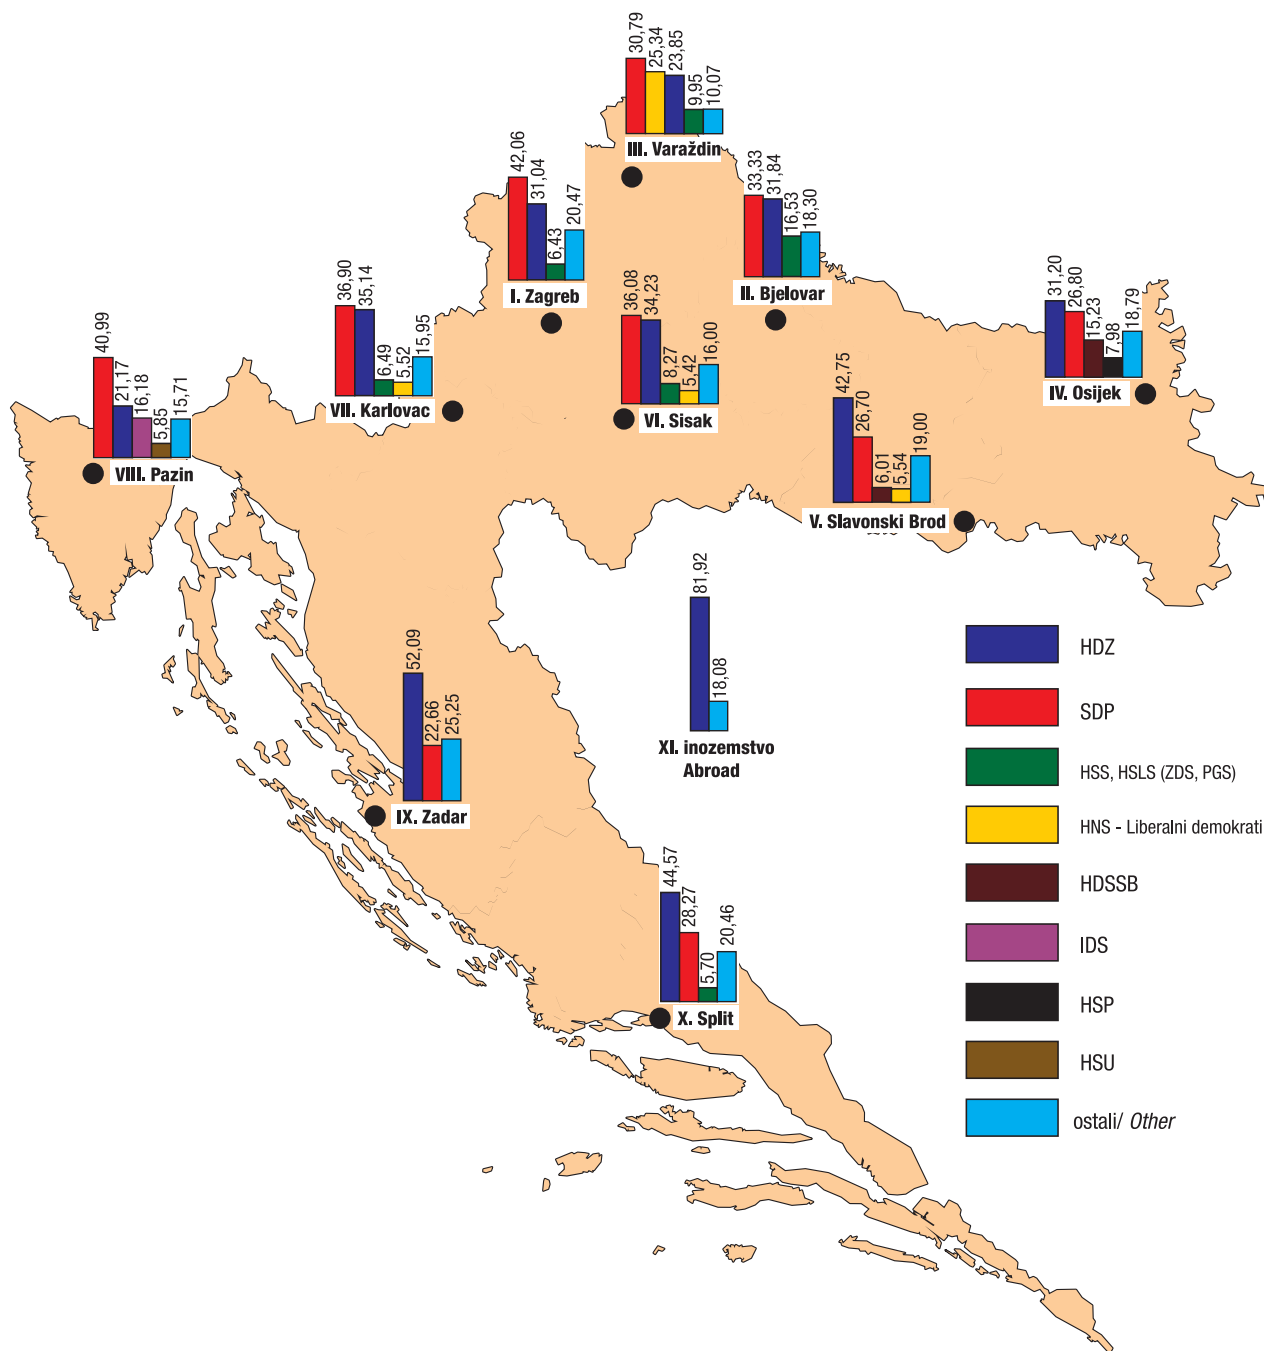 30,79
25,34
23,85
9,95
10,07
III. Varaždin
42,06
31,04
6,43
20,47
I. Zagreb
33,33
31,84
16,53
18,30
II. Bjelovar
36,90
35,14
6,49
5,52
15,95
VII. Karlovac
36,08
34,23
8,27
5,42
16,00
VI. Sisak
31,20
26,80
15,23
7,98
18,79
IV. Osijek
40,99
21,17
16,18
5,85
15,71
VIII. Pazin
42,75
26,70
6,01
5,54
19,00
V. Slavonski Brod
81,92
18,08
XI. inozemstvo
Abroad
52,09
22,66
25,25
IX. Zadar
44,57
28,27
5,70
20,46
X. Split
HDZ
SDP
HSS, HSLS (ZDS, PGS)
HNS - Liberalni demokrati
HDSSB
IDS
HSP
HSU
ostali/ Other